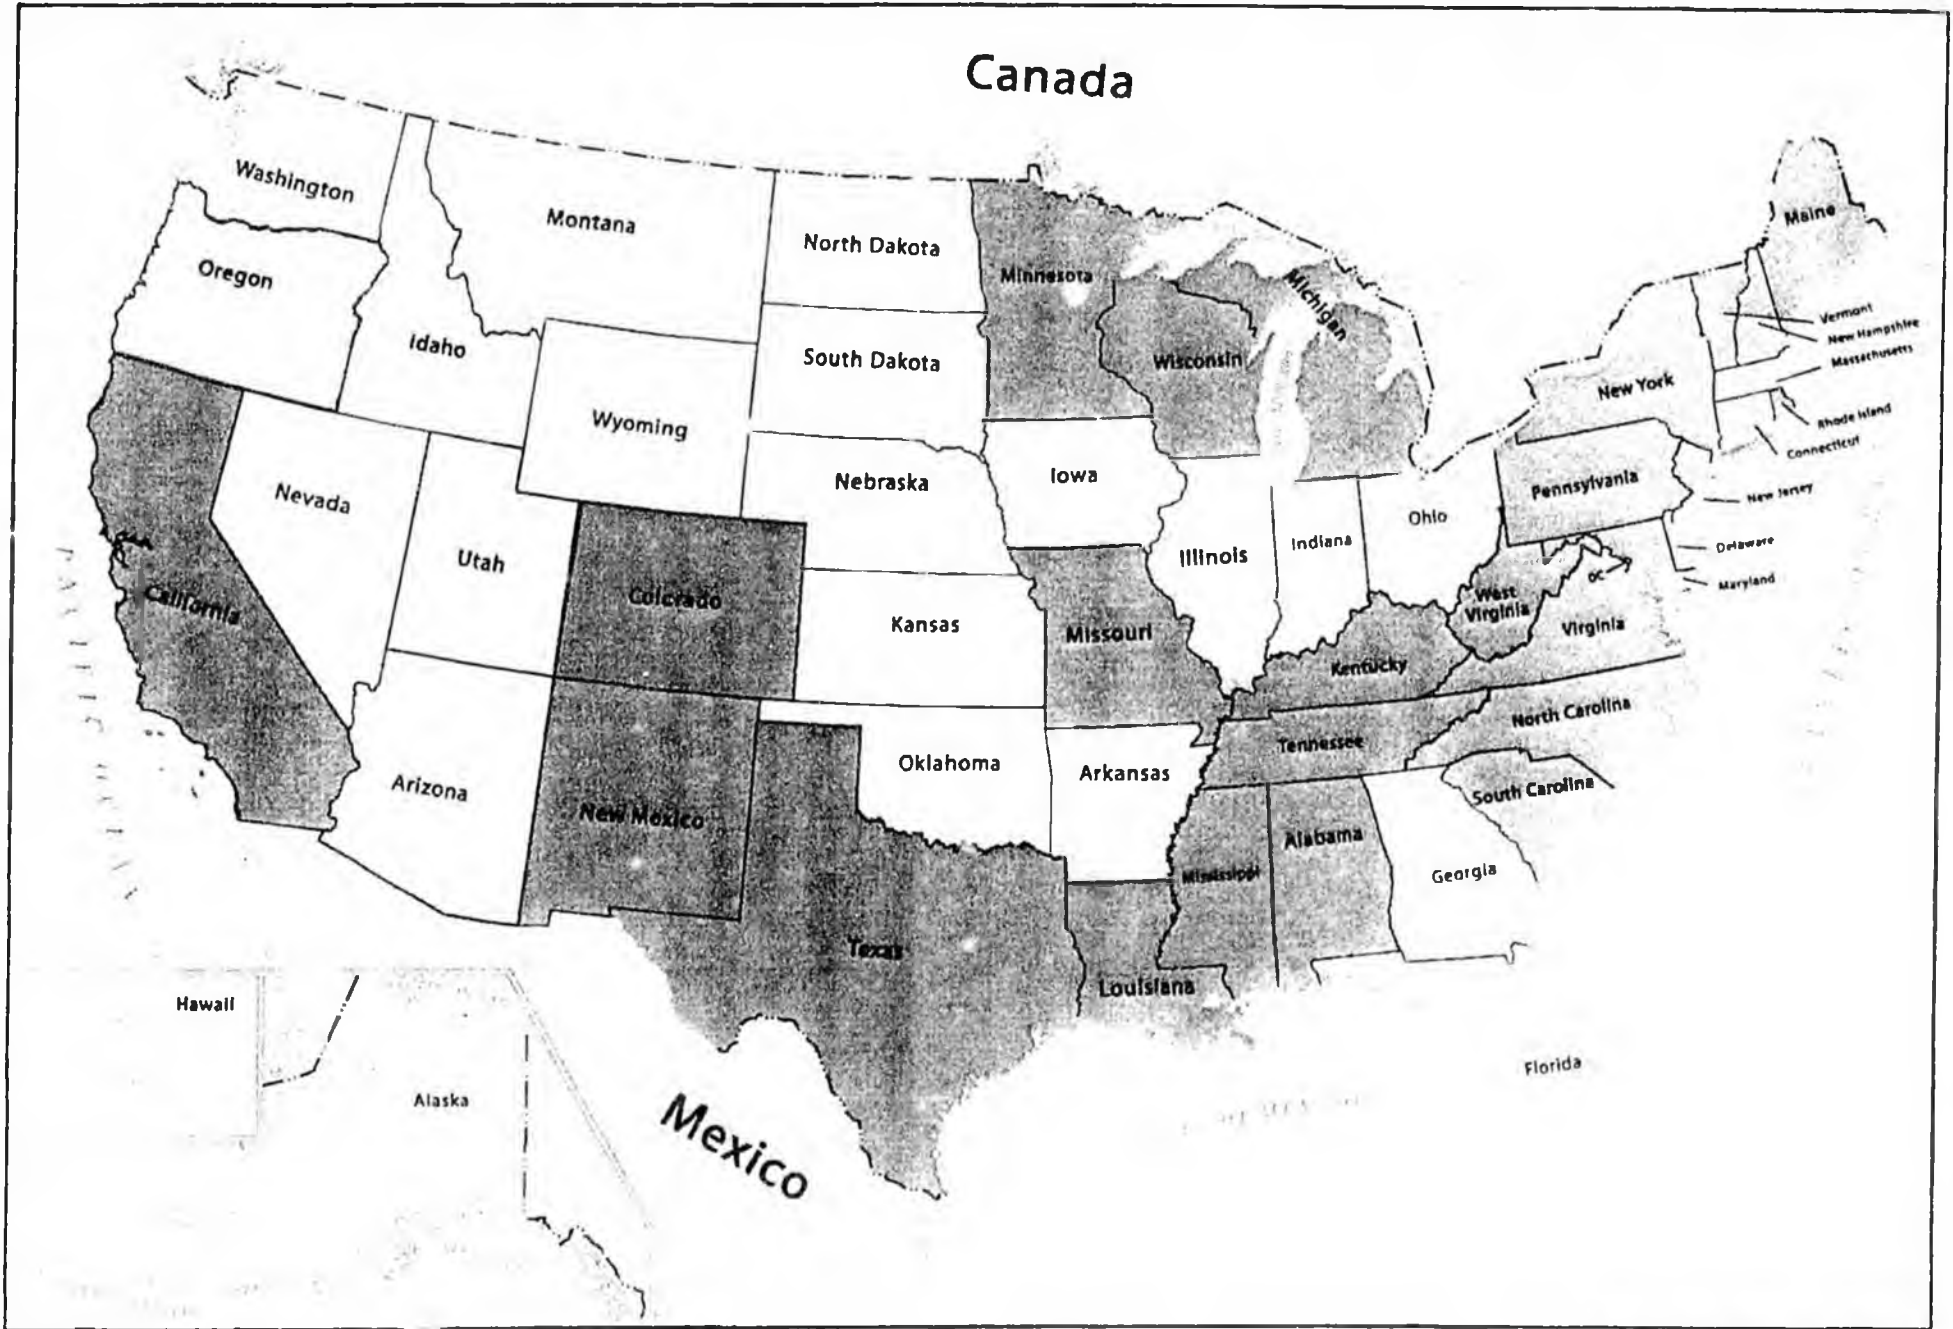 Canada
Washington
Montana
North Dakota
Minnesota
Maine
Oregon
Idaho
South Dakota
Wisconsin
Michigan
Vermont
New Hampshire
Massachusetts
Wyoming
New York
Rhode Island
Connecticut
Nevada
Nebraska
Iowa
Pennsylvania
New Jersey
Utah
Illinois
Indiana
Ohio
Delaware
Maryland
DC
California
Colorado
Kansas
Missouri
West
Virginia
Virginia
Kentucky
Arizona
New Mexico
Oklahoma
Arkansas
Tennessee
North Carolina
South Carolina
Texas
Mississippi
Alabama
Georgia
Louisiana
Hawaii
Alaska
Florida
Mexico